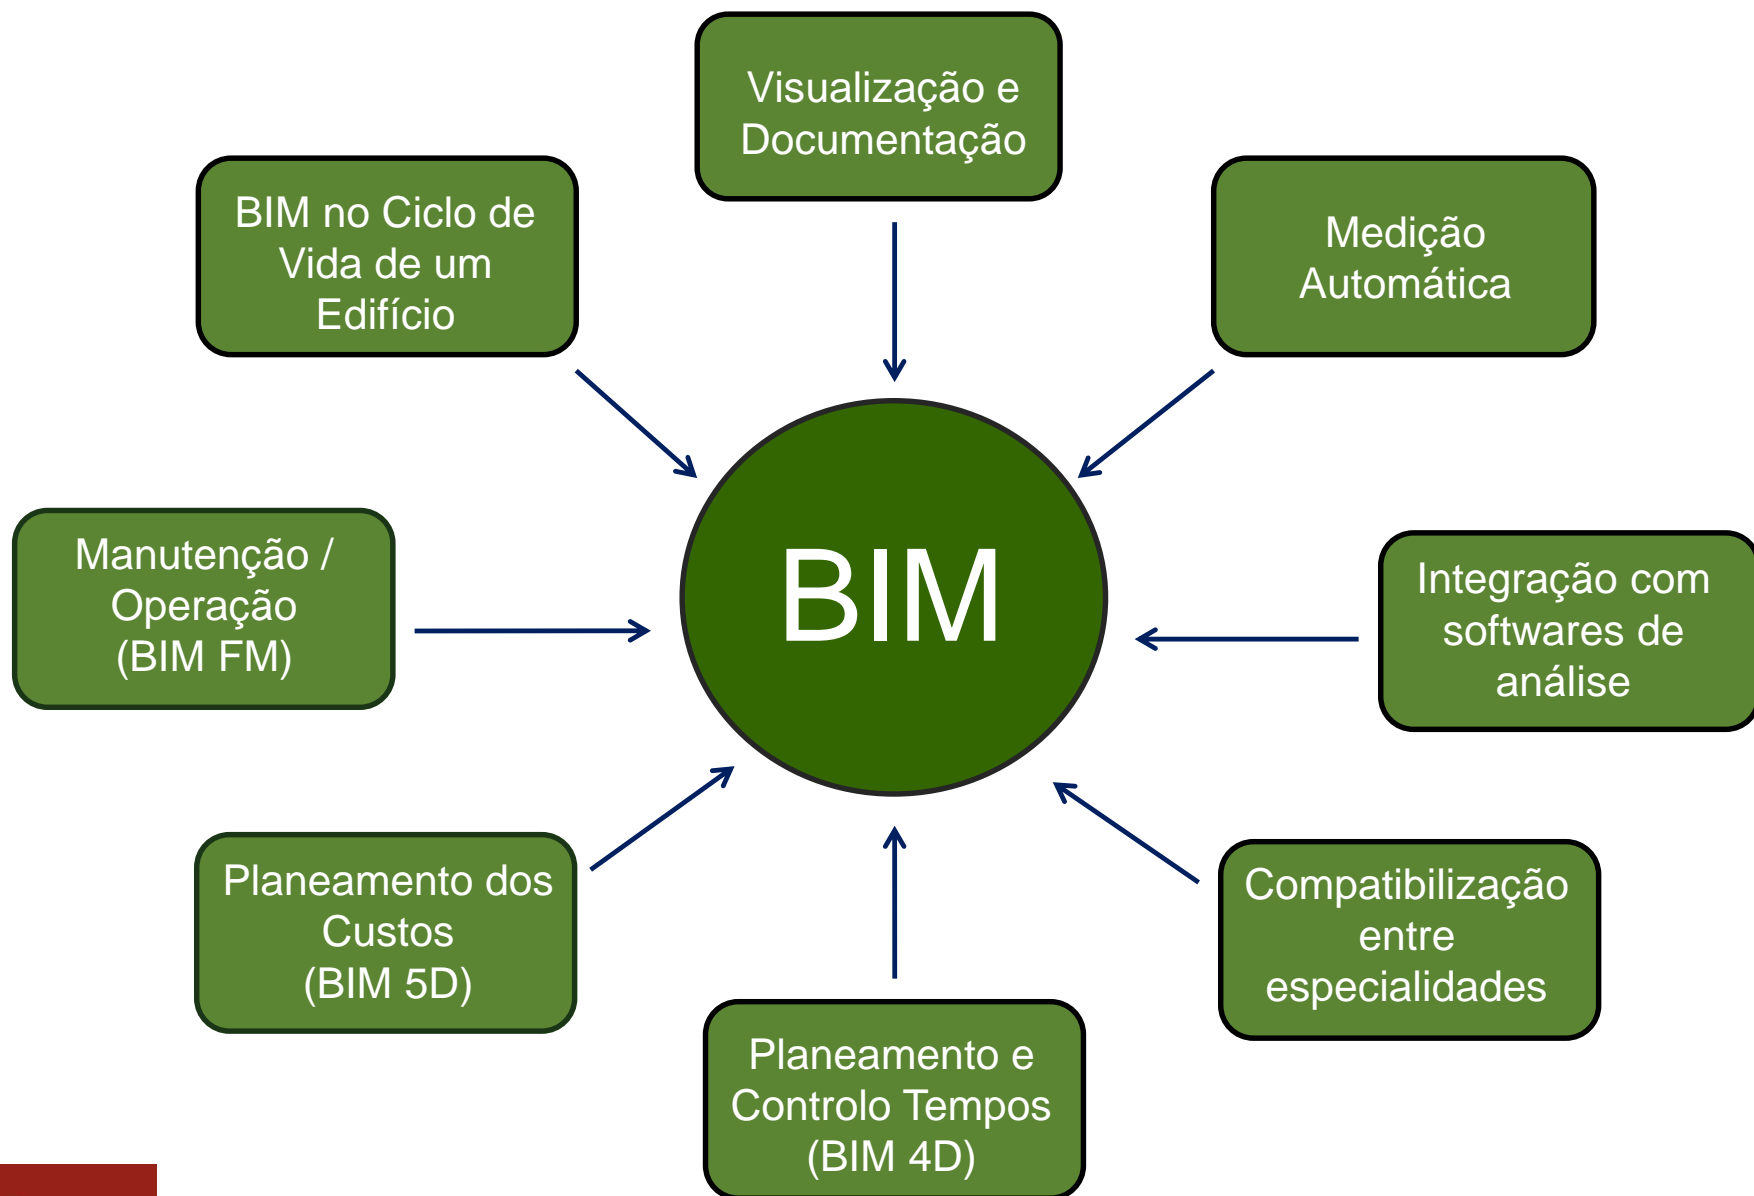 Visualização e
Documentação
BIM no Ciclo de
Vida de um
Edifício
Medição
Automática
BIM
Manutenção /
Operação
(BIM FM)
Integração com
softwares de
análise
Planeamento dos
Custos
(BIM 5D)
Compatibilização
entre
especialidades
Planeamento e
Controlo Tempos
(BIM 4D)